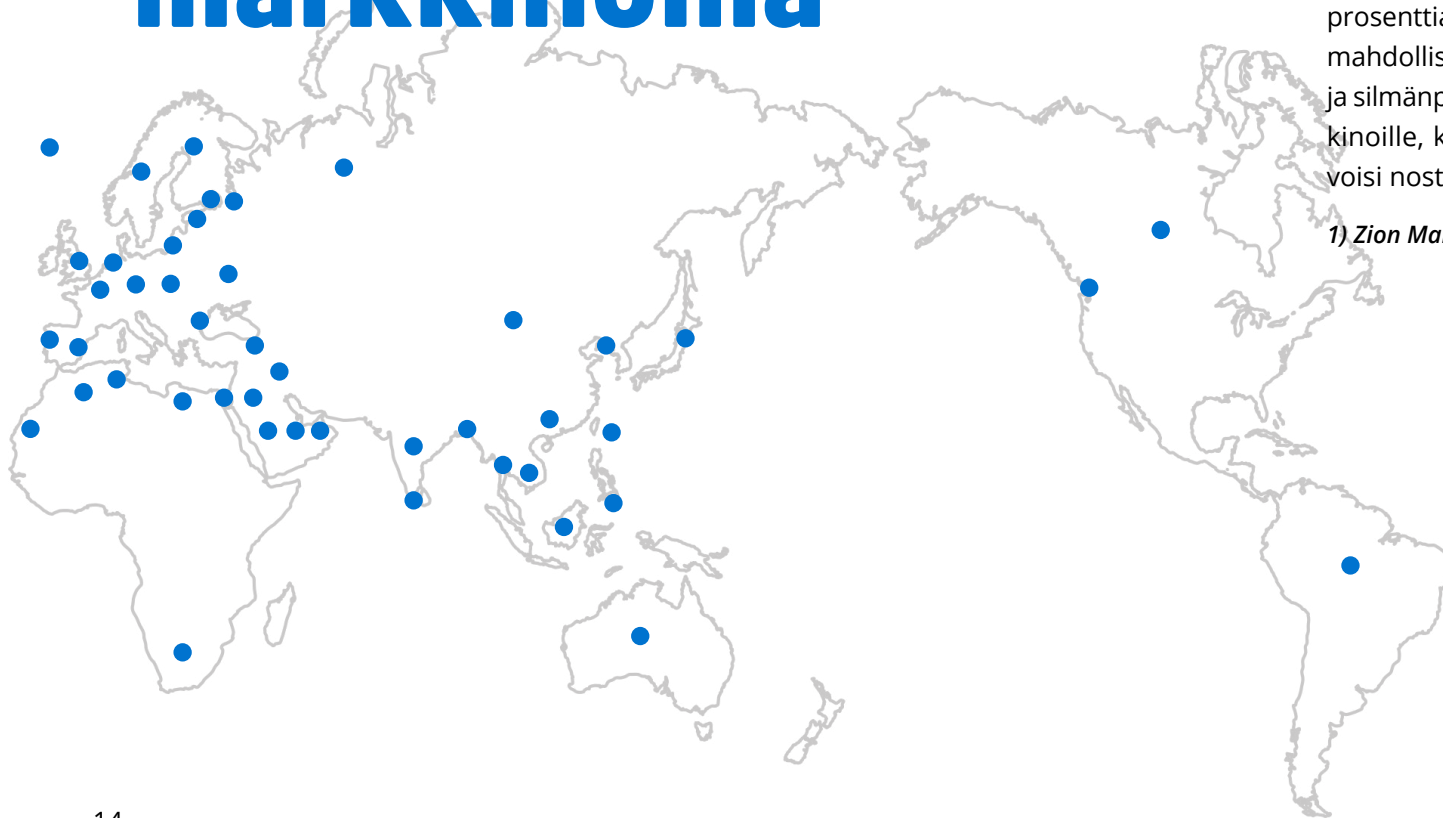 markkinoilla
prosenttia
mahdollis
ja silmänp
kinoille, k
voisi nost
1) Zion Ma
14